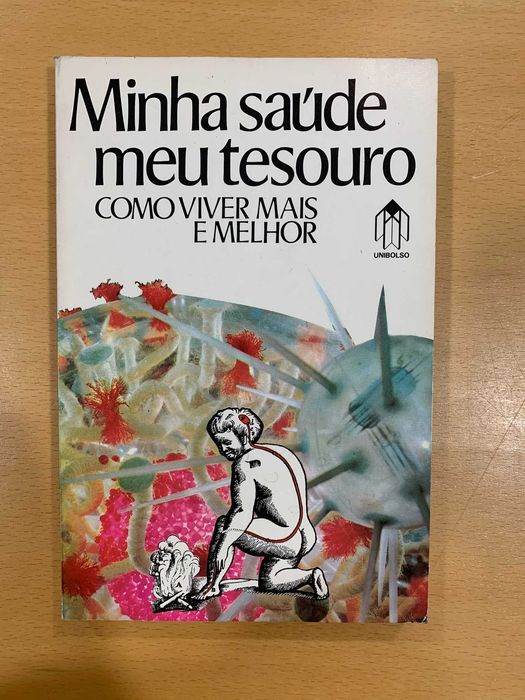 Minha saúde
meu tesouro
COMO VIVER MAIS
E MELHOR
UNIBOLSO